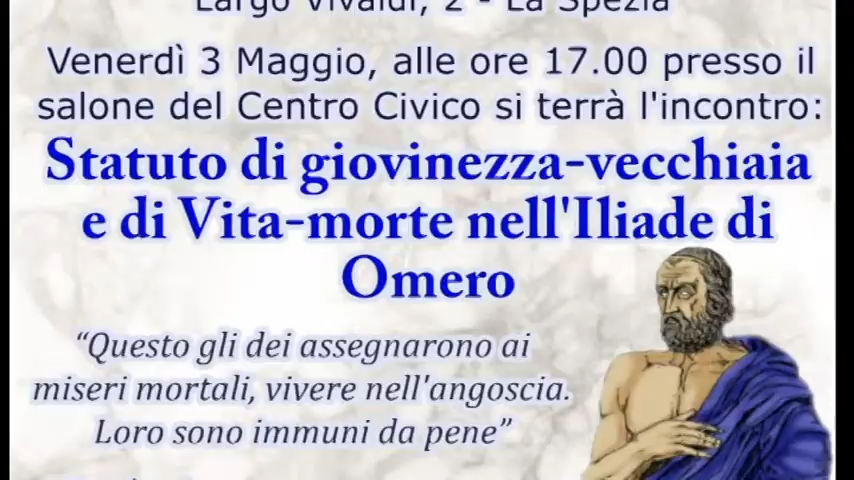 Largo Vivaldi, 2 - La Spezia
Venerdì 3 Maggio, alle ore 17.00 presso il
salone del Centro Civico si terrà l'incontro:
Statuto di giovinezza-vecchiaia
e di Vita-morte nell'Iliade di
Omero
“Questo gli dei assegnarono ai
miseri mortali, vivere nell'angoscia.
Loro sono immuni da pene”